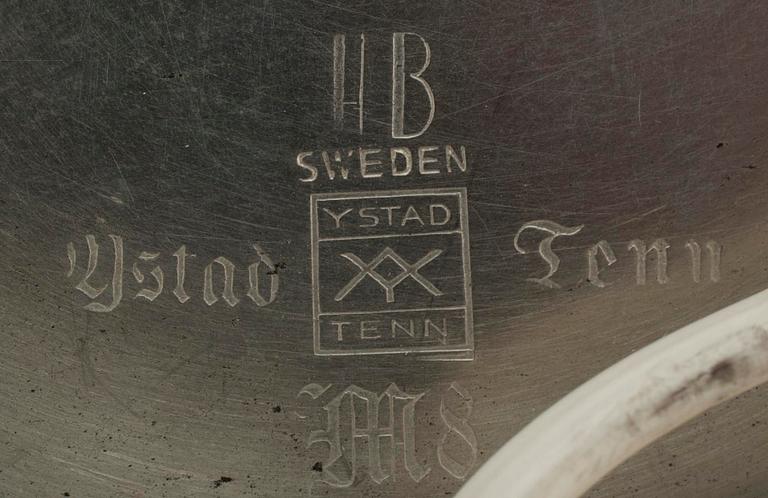 HB
SWEDEN
YSTAD
Ystad Tenn
TENN
M8